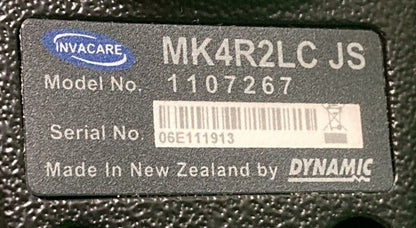 INVACARE MK4R2LC JS
Model No. 1107267
Serial No. 06E111913
Made In New Zealand by DYNAMIC